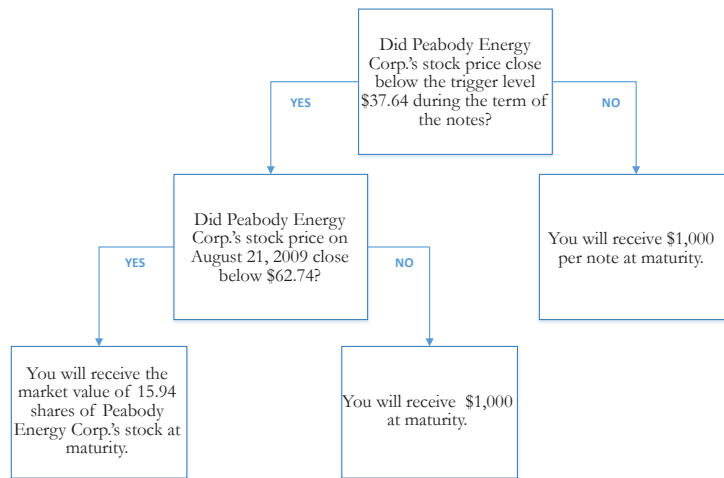 Did Peabody Energy
Corp.'s stock price close
below the trigger level
$37.64 during the term of
the notes?
YES
NO
Did Peabody Energy
Corp.'s stock price on
August 21, 2009 close
below $62.74?
You will receive $1,000
per note at maturity.
YES
NO
You will receive the
market value of 15.94
shares of Peabody
Energy Corp.'s stock at
maturity.
You will receive $1,000
at maturity.